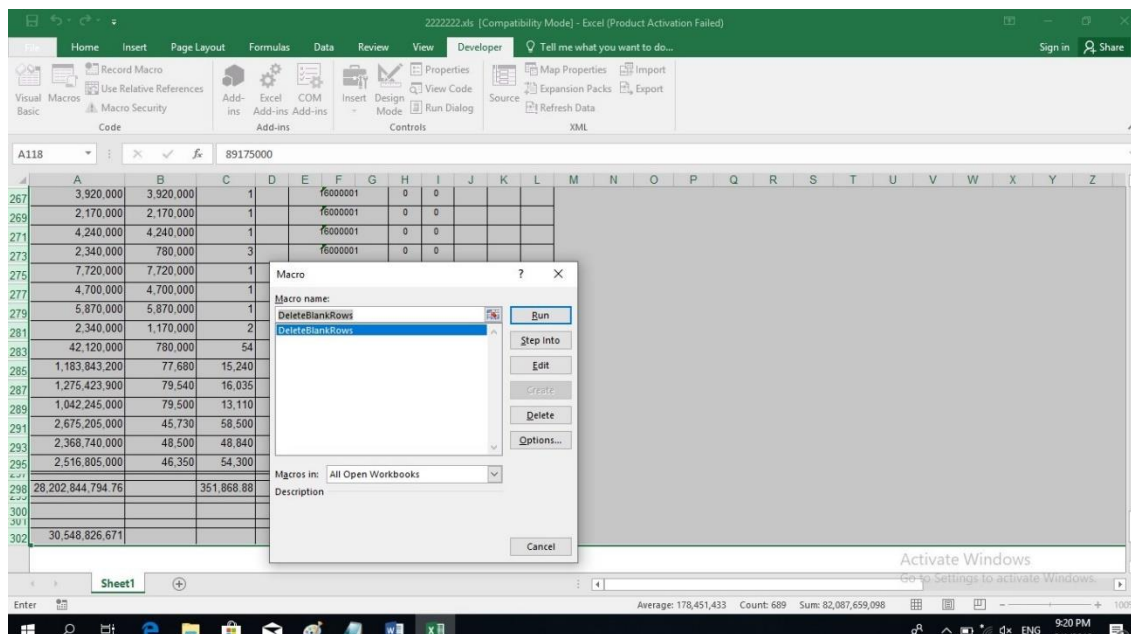 2222222.xls [Compatibility Mode] - Excel (Product Activation Failed)
File Home Insert Page Layout Formulas Data Review View Developer Tell me what you want to do... Sign in Share
Visual Basic Macros Record Macro Use Relative References Macro Security Code
Add-ins Excel Add-ins COM Add-ins Add-ins
Insert Design Mode Properties View Code Run Dialog Controls
Source Map Properties Expansion Packs Refresh Data Import Export XML
A118 fx 89175000
A B C D E F G H I J K L M N O P Q R S T U V W X Y Z
267 3,920,000 3,920,000 1 16000001 0 0
269 2,170,000 2,170,000 1 16000001 0 0
271 4,240,000 4,240,000 1 16000001 0 0
273 2,340,000 780,000 3 16000001 0 0
275 7,720,000 7,720,000 1
277 4,700,000 4,700,000 1
279 5,870,000 5,870,000 1
281 2,340,000 1,170,000 2
283 42,120,000 780,000 54
285 1,183,843,200 77,680 15,240
287 1,275,423,900 79,540 16,035
289 1,042,245,000 79,500 13,110
291 2,675,205,000 45,730 58,500
293 2,368,740,000 48,500 48,840
295 2,516,805,000 46,350 54,300
298 28,202,844,794.76 351,868.88
300
301
302 30,548,826,671
Macro ?
Macro name:
DeleteBlankRows
DeleteBlankRows
Run
Step Into
Edit
Create
Delete
Options...
Macros in: All Open Workbooks
Description
Cancel
Activate Windows
Go to Settings to activate Windows.
Sheet1
Enter Average: 178,451,433 Count: 689 Sum: 82,087,659,098 100%
ENG 9:20 PM